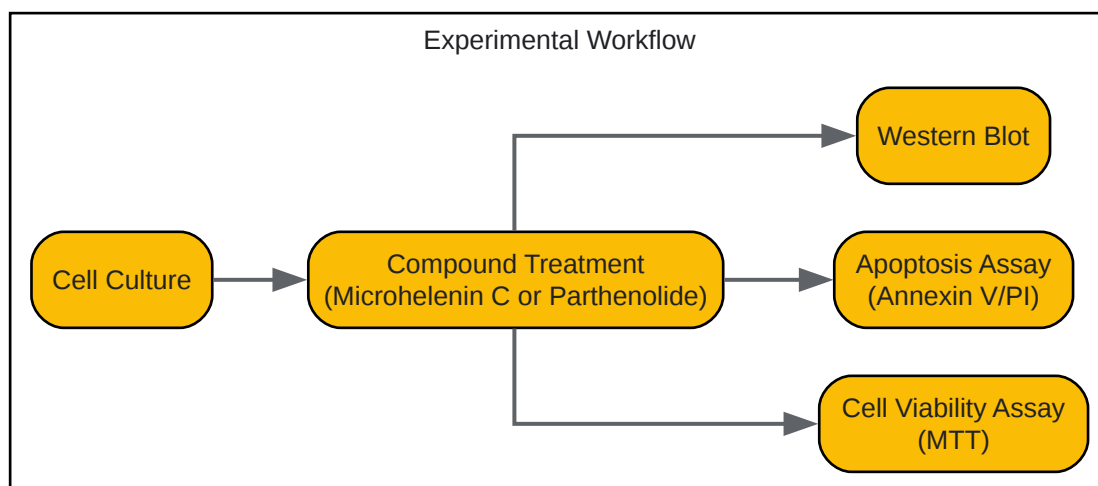 Experimental Workflow
Western Blot
Cell Culture
Compound Treatment
(Microhelenin C or Parthenolide)
Apoptosis Assay
(Annexin V/PI)
Cell Viability Assay
(MTT)